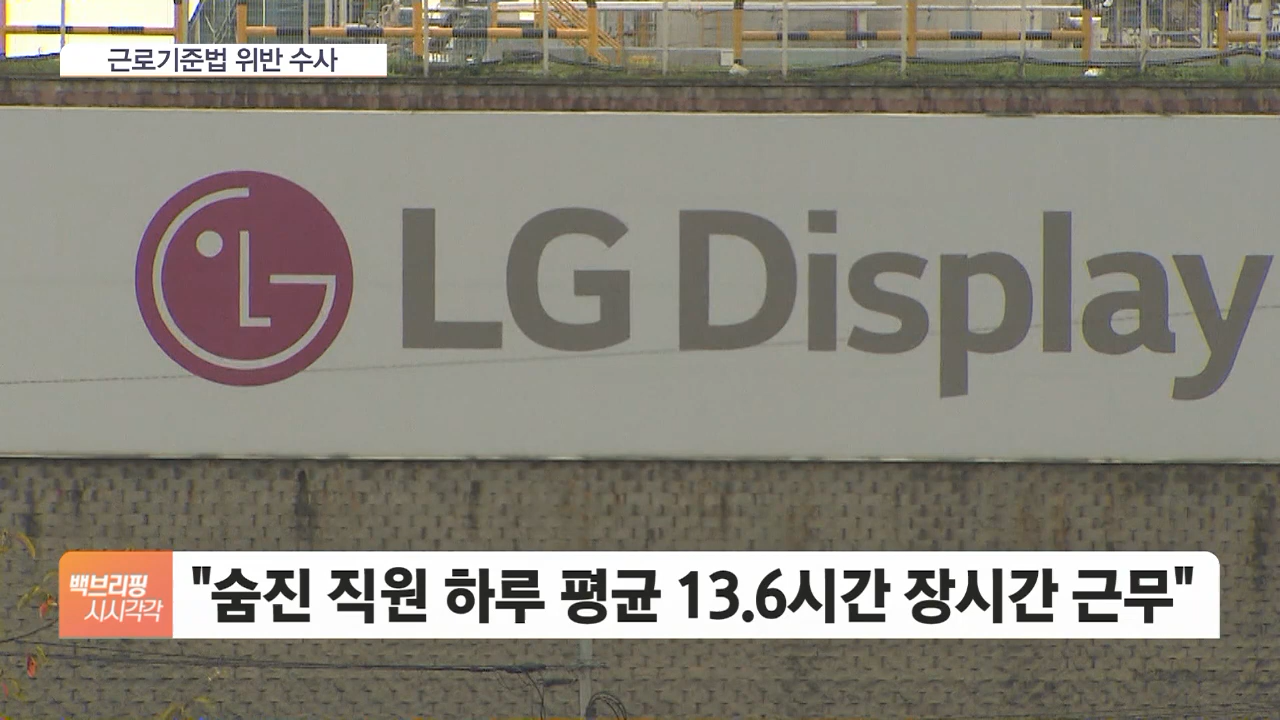 근로기준법 위반 수사
LG Display
백브리핑
시시각각
"숨진 직원 하루 평균 13.6시간 장시간 근무"